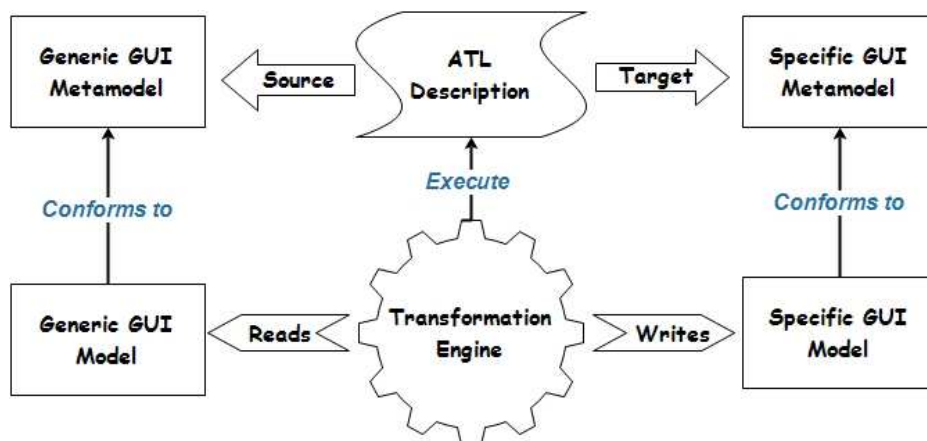 Generic GUI
Metamodel
Source
ATL
Description
Target
Specific GUI
Metamodel
Conforms to
Execute
Conforms to
Generic GUI
Model
Reads
Transformation
Engine
Writes
Specific GUI
Model